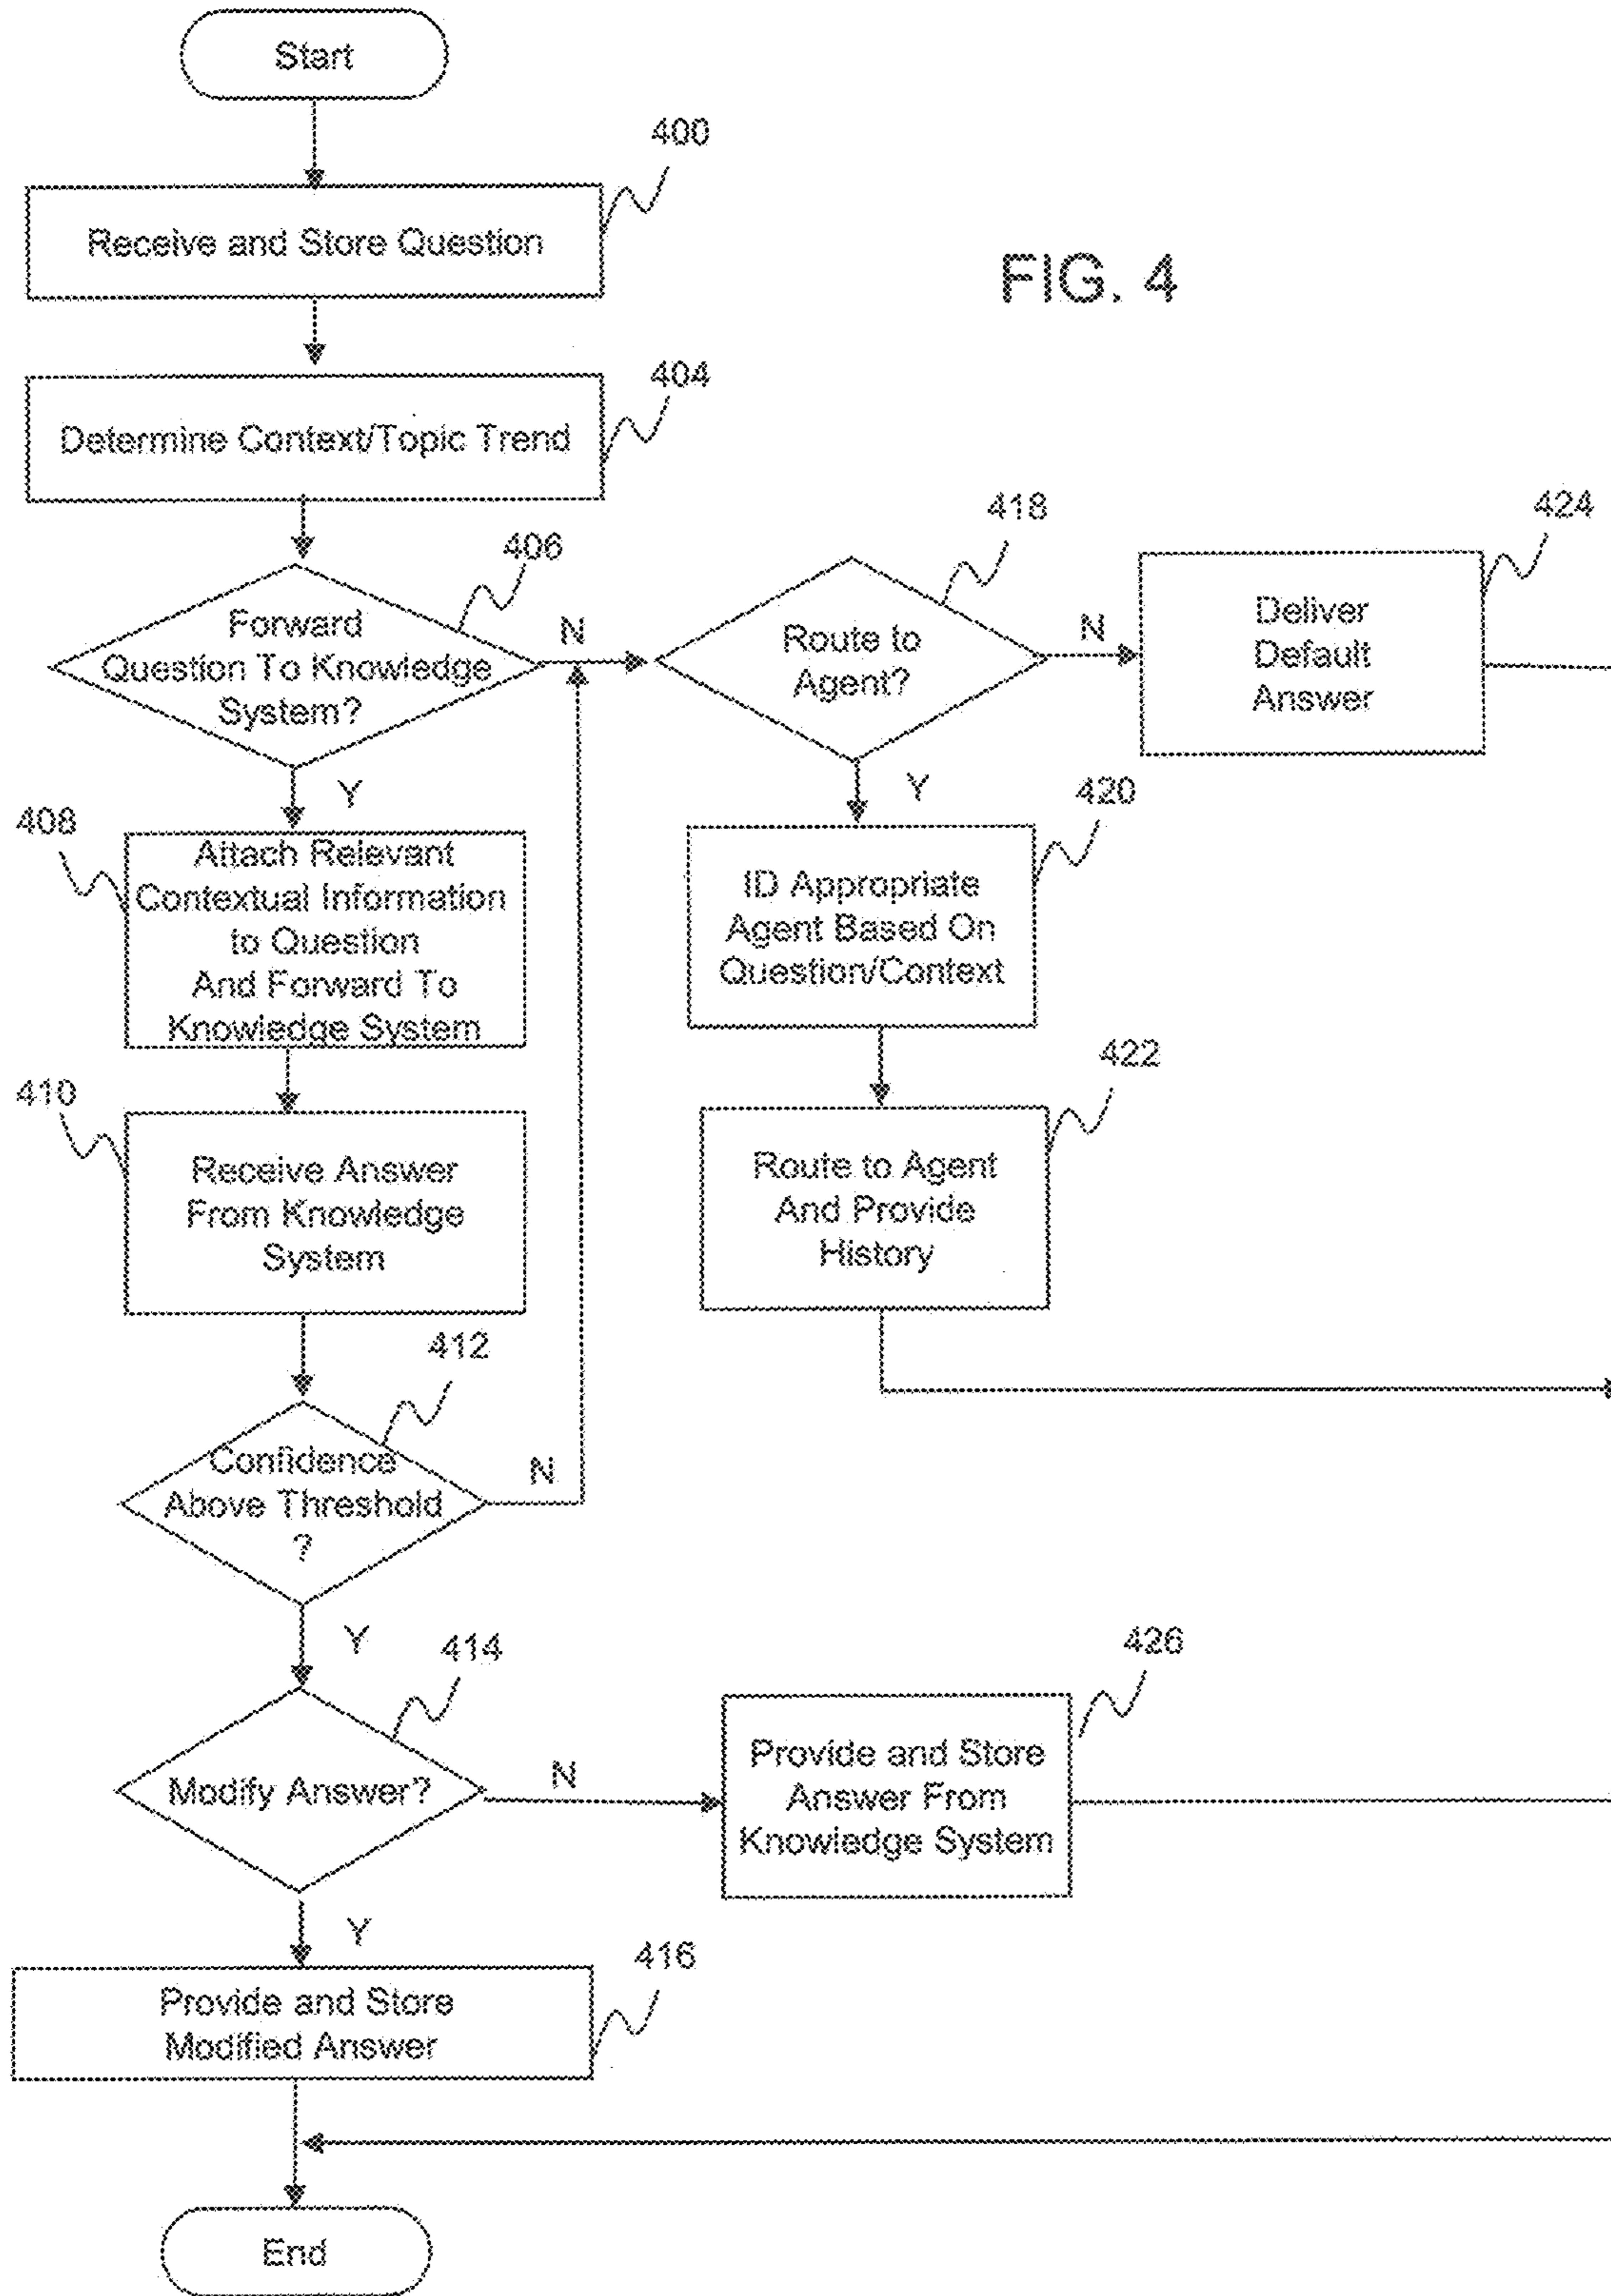 Start
400
Receive and Store Question
FIG. 4
404
Determine Context/Topic Trend
406
Forward
Question To Knowledge
System?
N
Y
418
Route to
Agent?
N
Y
424
Deliver
Default
Answer
408
Attach Relevant
Contextual Information
to Question
And Forward To
Knowledge System
420
ID Appropriate
Agent Based On
Question/Context
410
Receive Answer
From Knowledge
System
422
Route to Agent
And Provide
History
412
Confidence
Above Threshold
?
N
Y
414
Modify Answer?
N
Y
426
Provide and Store
Answer From
Knowledge System
416
Provide and Store
Modified Answer
End